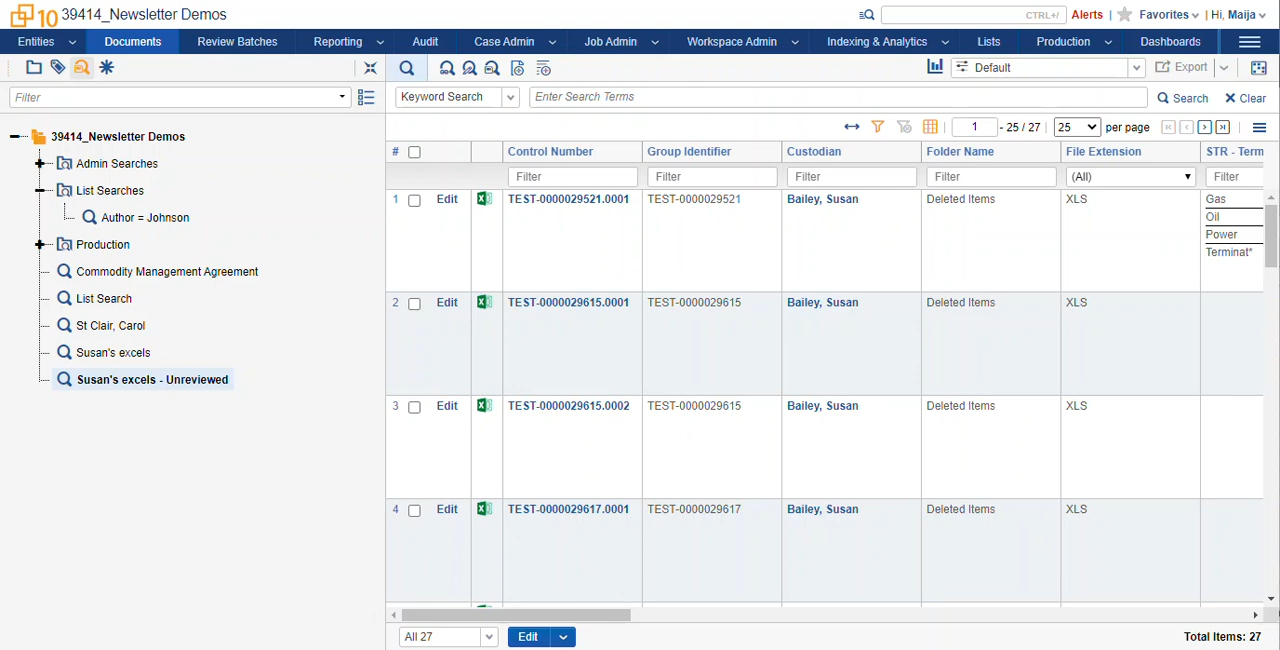 10 39414_Newsletter Demos
CTRL+/ Alerts | Favorites | Hi, Maija
Entities Documents Review Batches Reporting Audit Case Admin Job Admin Workspace Admin Indexing & Analytics Lists Production Dashboards
Default Export
Filter
Keyword Search Enter Search Terms Search Clear
1 - 25 / 27 25 per page
39414_Newsletter Demos
Admin Searches
List Searches
Author = Johnson
Production
Commodity Management Agreement
List Search
St Clair, Carol
Susan's excels
Susan's excels - Unreviewed
# Control Number Group Identifier Custodian Folder Name File Extension STR - Term
Filter Filter Filter Filter (All) Filter
1 Edit TEST-0000029521.0001 TEST-0000029521 Bailey, Susan Deleted Items XLS Gas
Oil
Power
Terminat*
2 Edit TEST-0000029615.0001 TEST-0000029615 Bailey, Susan Deleted Items XLS
3 Edit TEST-0000029615.0002 TEST-0000029615 Bailey, Susan Deleted Items XLS
4 Edit TEST-0000029617.0001 TEST-0000029617 Bailey, Susan Deleted Items XLS
All 27 Edit Total Items: 27